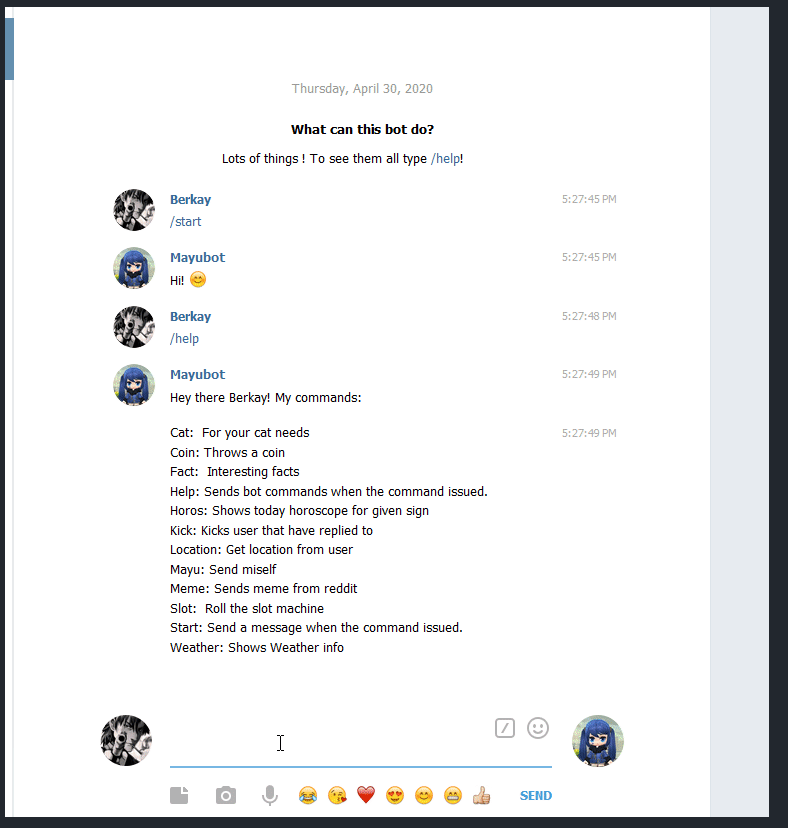 Thursday, April 30, 2020
What can this bot do?
Lots of things ! To see them all type /help!
Berkay 5:27:45 PM
/start
Mayubot 5:27:45 PM
Hi! 😊
Berkay 5:27:48 PM
/help
Mayubot 5:27:49 PM
Hey there Berkay! My commands:
Cat:  For your cat needs 5:27:49 PM
Coin: Throws a coin
Fact:  Interesting facts
Help: Sends bot commands when the command issued.
Horos: Shows today horoscope for given sign
Kick: Kicks user that have replied to
Location: Get location from user
Mayu: Send miself
Meme: Sends meme from reddit
Slot:  Roll the slot machine
Start: Send a message when the command issued.
Weather: Shows Weather info
SEND